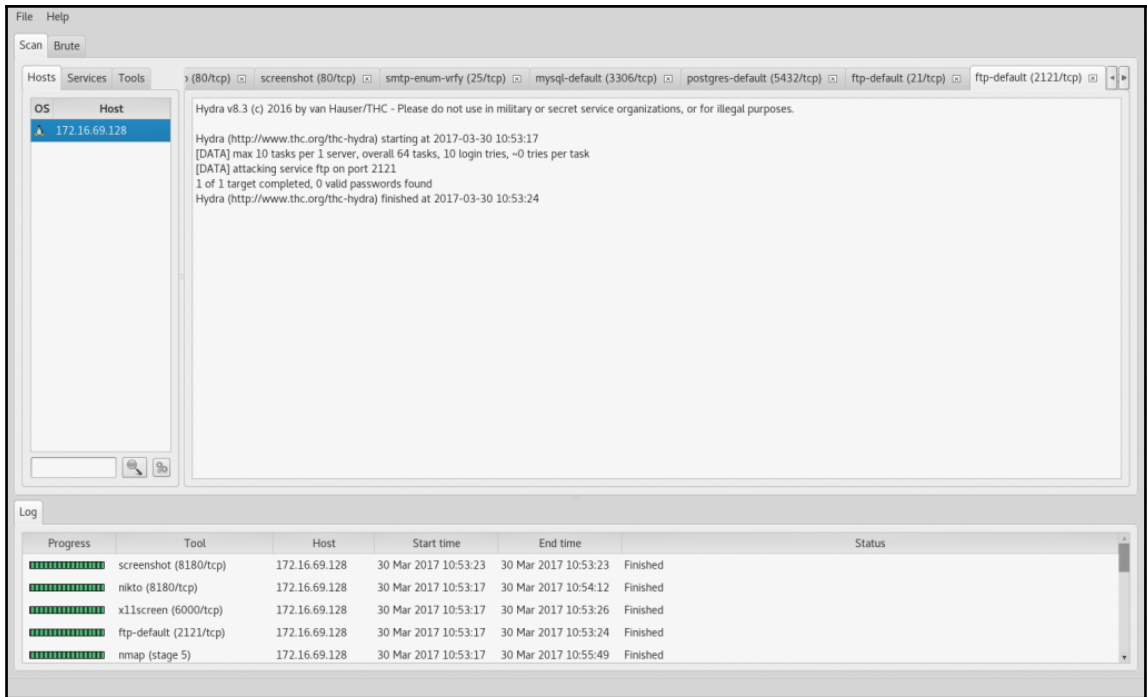 File Help
Scan Brute
Hosts Services Tools
(80/tcp) screenshot (80/tcp) smtp-enum-vrfy (25/tcp) mysql-default (3306/tcp) postgres-default (5432/tcp) ftp-default (21/tcp) ftp-default (2121/tcp)
OS Host
172.16.69.128
Hydra v8.3 (c) 2016 by van Hauser/THC - Please do not use in military or secret service organizations, or for illegal purposes.
Hydra (http://www.thc.org/thc-hydra) starting at 2017-03-30 10:53:17
[DATA] max 10 tasks per 1 server, overall 64 tasks, 10 login tries, ~0 tries per task
[DATA] attacking service ftp on port 2121
1 of 1 target completed, 0 valid passwords found
Hydra (http://www.thc.org/thc-hydra) finished at 2017-03-30 10:53:24
Log
Progress Tool Host Start time End time Status
screenshot (8180/tcp) 172.16.69.128 30 Mar 2017 10:53:23 30 Mar 2017 10:53:23 Finished
nikto (8180/tcp) 172.16.69.128 30 Mar 2017 10:53:17 30 Mar 2017 10:54:12 Finished
x11screen (6000/tcp) 172.16.69.128 30 Mar 2017 10:53:17 30 Mar 2017 10:53:26 Finished
ftp-default (2121/tcp) 172.16.69.128 30 Mar 2017 10:53:17 30 Mar 2017 10:53:24 Finished
nmap (stage 5) 172.16.69.128 30 Mar 2017 10:53:17 30 Mar 2017 10:55:49 Finished